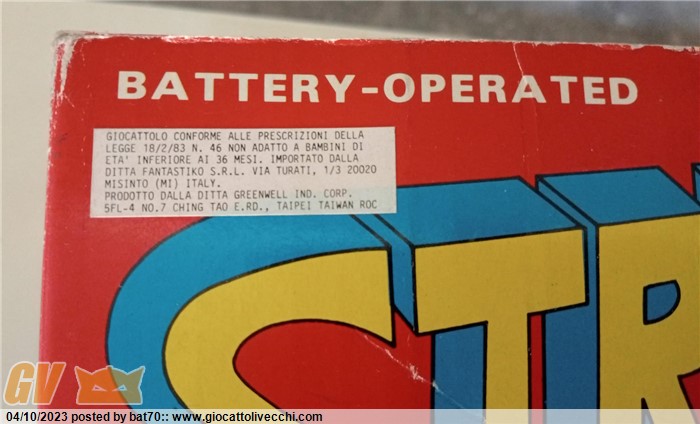 BATTERY-OPERATED
GIOCATTOLO CONFORME ALLE PRESCRIZIONI DELLA
LEGGE 18/2/83 N. 46 NON ADATTO A BAMBINI DI
ETA' INFERIORE AI 36 MESI. IMPORTATO DALLA
DITTA FANTASTIKO S.R.L. VIA TURATI, 1/3 20020
MISINTO (MI) ITALY.
PRODOTTO DALLA DITTA GREENWELL IND. CORP.
5FL-4 NO.7 CHING TAO E.RD., TAIPEI TAIWAN ROC
STR
GV
04/10/2023 posted by bat70:: www.giocattolivecchi.com